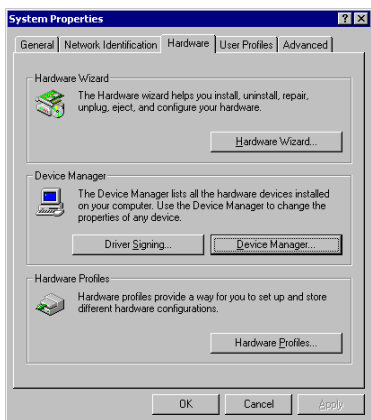 System Properties
General Network Identification Hardware User Profiles Advanced
Hardware Wizard
The Hardware wizard helps you install, uninstall, repair,
unplug, eject, and configure your hardware.
Hardware Wizard...
Device Manager
The Device Manager lists all the hardware devices installed
on your computer. Use the Device Manager to change the
properties of any device.
Driver Signing... Device Manager...
Hardware Profiles
Hardware profiles provide a way for you to set up and store
different hardware configurations.
Hardware Profiles...
OK Cancel Apply